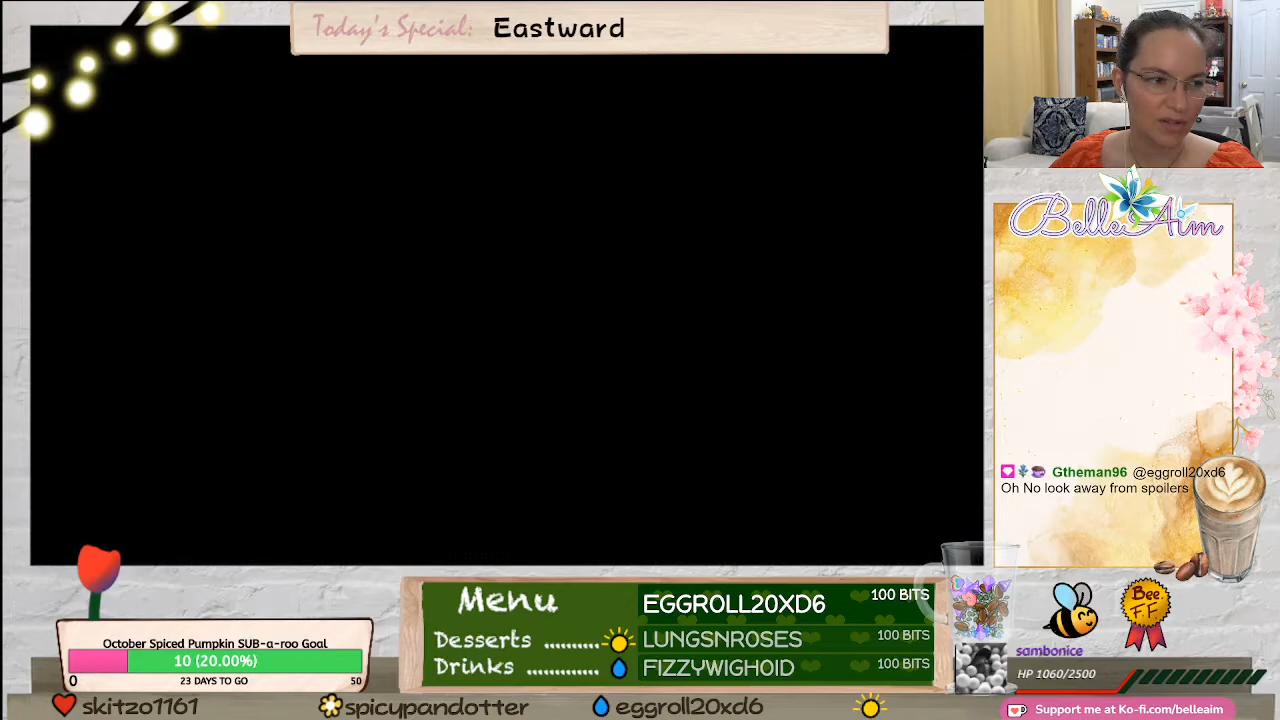 Today's Special: Eastward
BelleAim
Gtheman96 @eggroll20xd6
Oh No look away from spoilers
October Spiced Pumpkin SUB-a-roo Goal
10 (20.00%)
0 23 DAYS TO GO 50
Menu
Desserts ..........
Drinks ............
EGGROLL20XD6 100 BITS
LUNGSNROSES 100 BITS
FIZZYWIGHOID 100 BITS
Bee
F.F
sambonice
HP 1060/2500
skitzo1161 spicypandotter eggroll20xd6
Support me at Ko-fi.com/belleaim